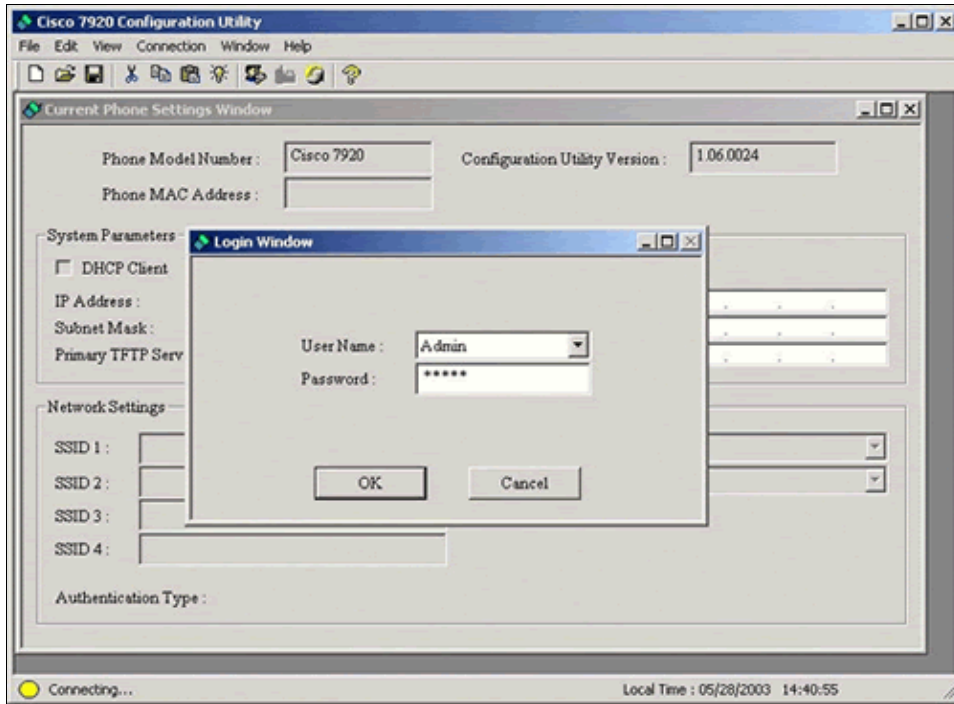 Cisco 7920 Configuration Utility
File Edit View Connection Window Help
Current Phone Settings Window
Phone Model Number : Cisco 7920 Configuration Utility Version : 1.06.0024
Phone MAC Address :
System Parameters
DHCP Client
IP Address :
Subnet Mask :
Primary TFTP Serv
Login Window
User Name : Admin
Password : *****
OK Cancel
Network Settings
SSID 1 :
SSID 2 :
SSID 3 :
SSID 4 :
Authentication Type :
Connecting... Local Time : 05/28/2003 14:40:55